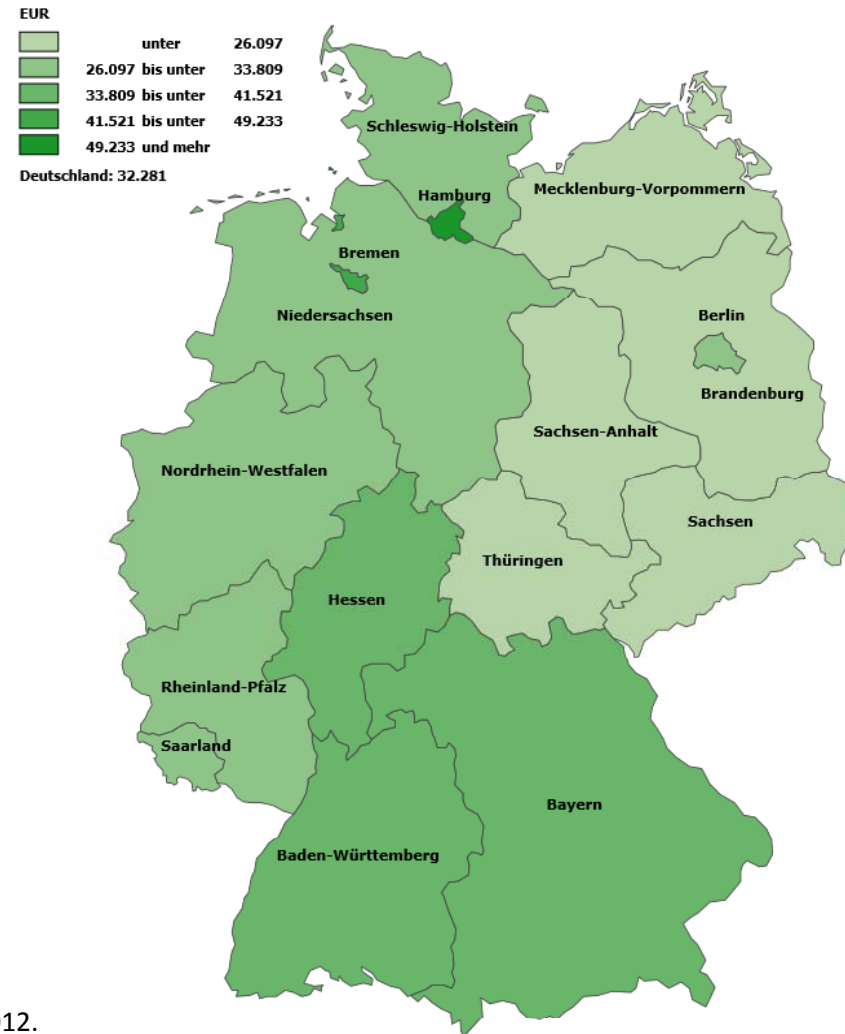 EUR
unter 26.097
26.097 bis unter 33.809
33.809 bis unter 41.521
41.521 bis unter 49.233
49.233 und mehr
Deutschland: 32.281
Schleswig-Holstein
Mecklenburg-Vorpommern
Hamburg
Bremen
Niedersachsen
Berlin
Brandenburg
Sachsen-Anhalt
Nordrhein-Westfalen
Sachsen
Thüringen
Hessen
Rheinland-Pfalz
Saarland
Bayern
Baden-Württemberg
12.